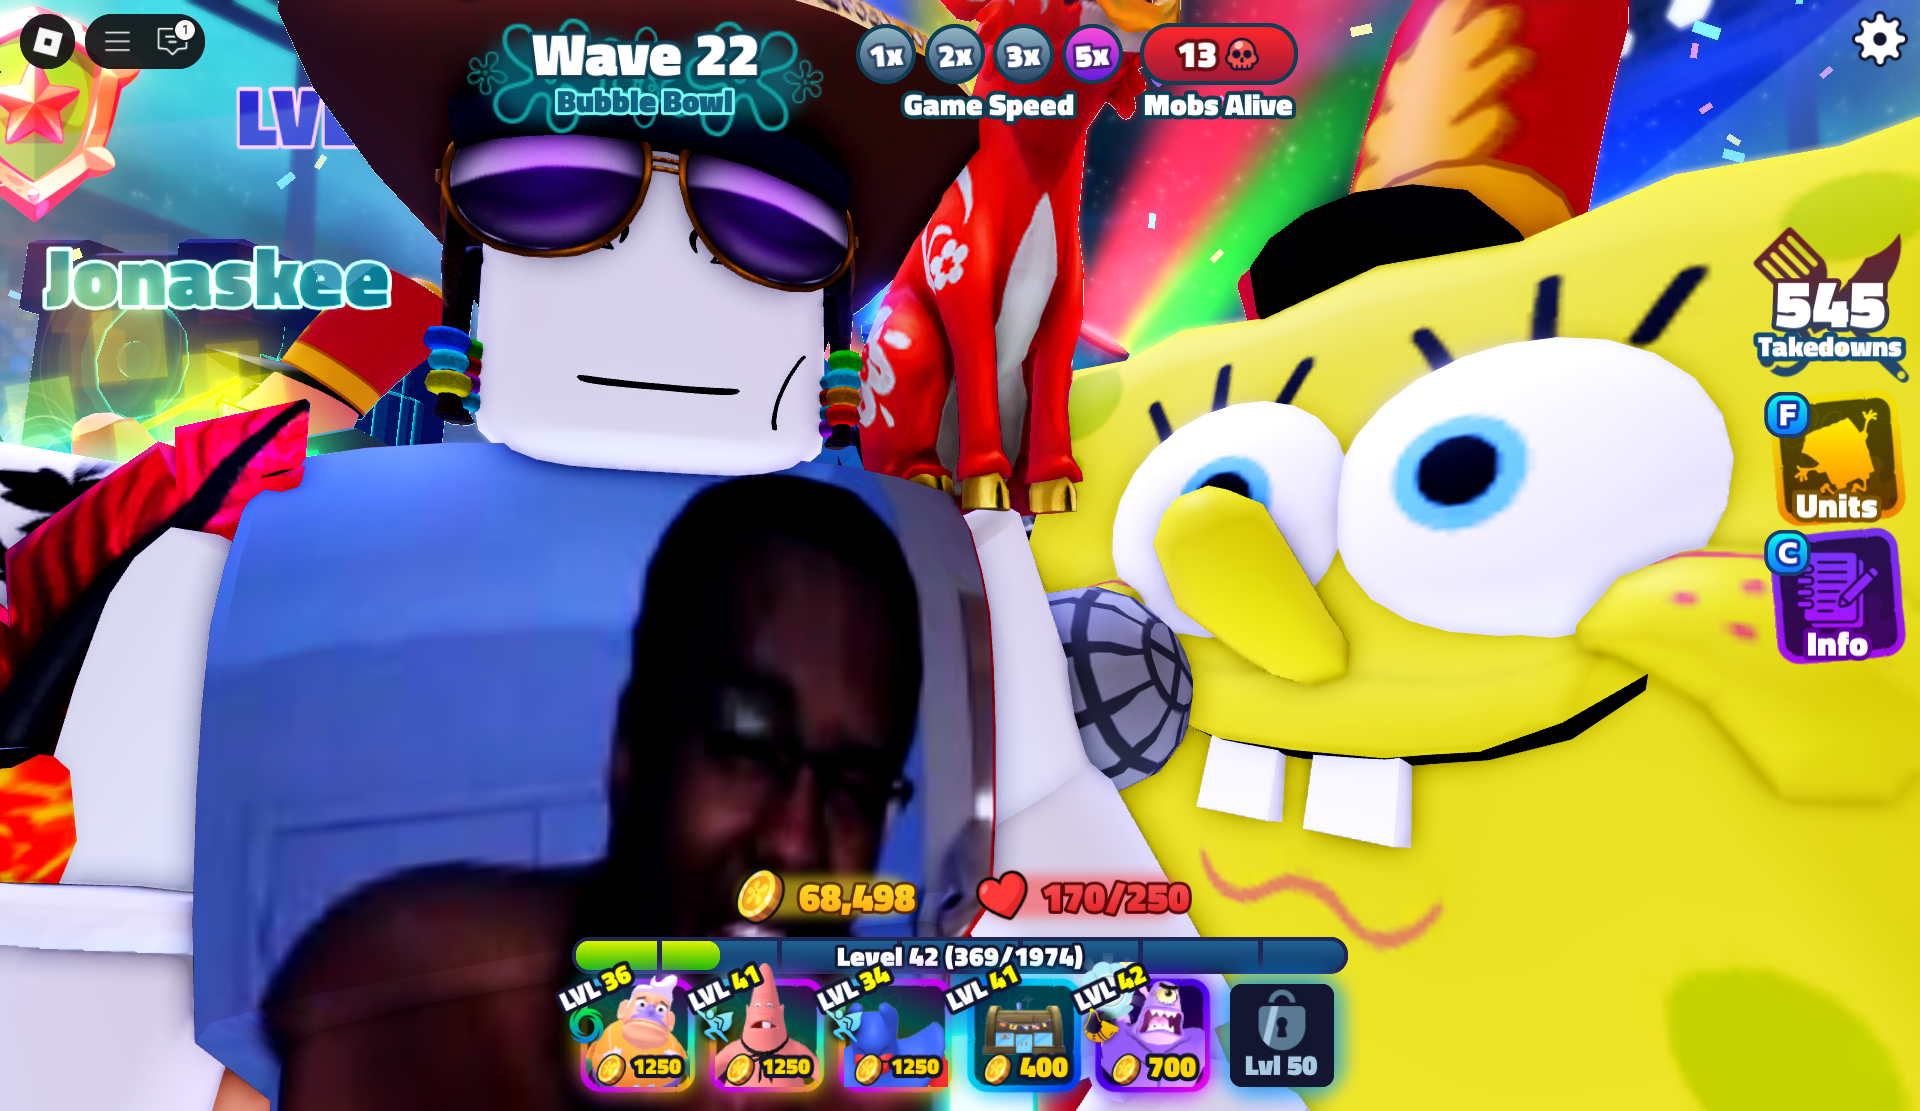 1
Wave 22
Bubble Bowl
1x
2x
3x
5x
Game Speed
13
Mobs Alive
LVL
Jonaskee
545
Takedowns
F
Units
C
Info
68,498
170/250
Level 42 (369/1974)
LVL 36
1250
LVL 41
1250
LVL 34
1250
LVL 41
400
LVL 42
700
Lvl 50